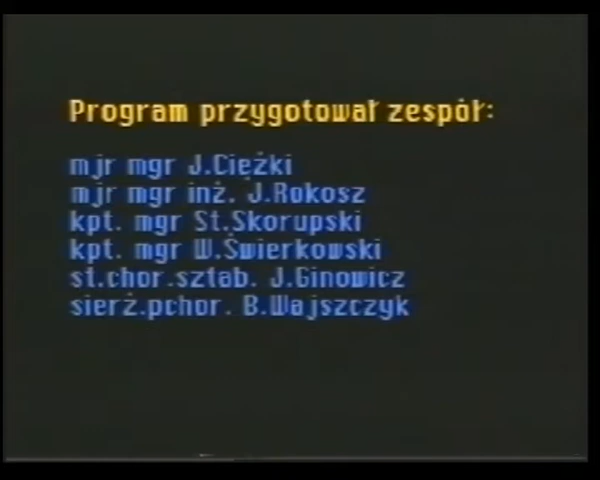 Program przygotował zespół:
mjr mgr J.Ciężki
mjr mgr inż. J.Rokosz
kpt. mgr St.Skorupski
kpt. mgr W.Świerkowski
st.chor.sztab. J.Ginowicz
sierż.pchor. B.Wajszczyk